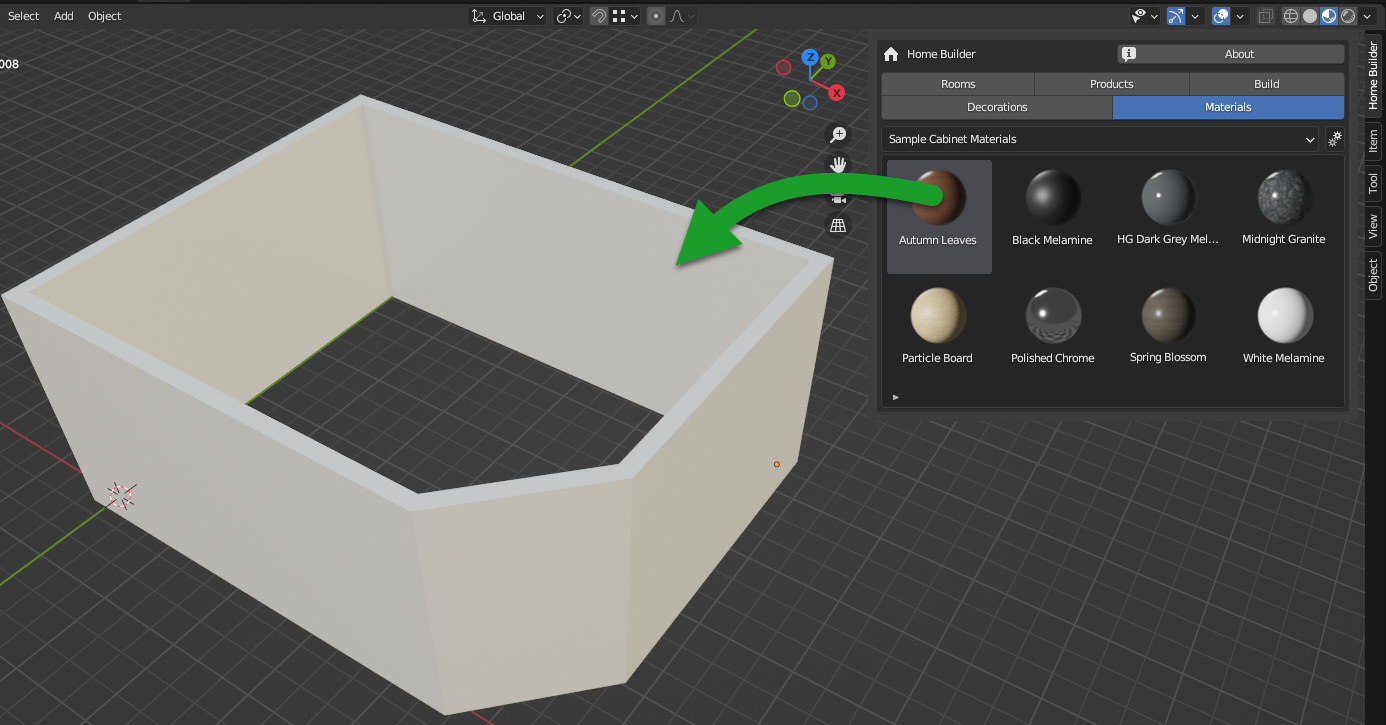 Select Add Object Global
008
Z
Y
X
Home Builder About
Rooms Products Build
Decorations Materials
Sample Cabinet Materials
Autumn Leaves Black Melamine HG Dark Grey Mel... Midnight Granite
Particle Board Polished Chrome Spring Blossom White Melamine
Home Builder
Item
Tool
View
Object